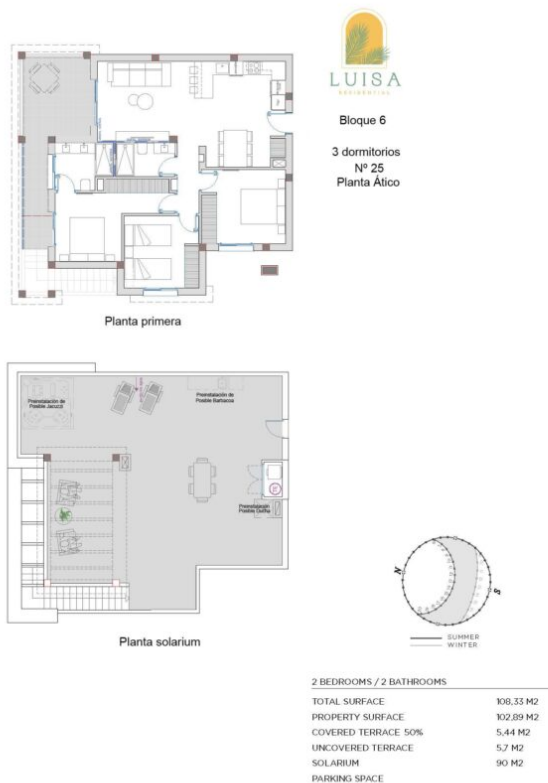 LUISA
RESIDENTIAL
Bloque 6
3 dormitorios
Nº 25
Planta Ático
Planta primera
Preinstalación de
Posible Jacuzzi
Preinstalación de
Posible Barbacoa
Preinstalación
Posible Ducha
Planta solarium
N
S
SUMMER
WINTER
2 BEDROOMS / 2 BATHROOMS
TOTAL SURFACE 108,33 M2
PROPERTY SURFACE 102,89 M2
COVERED TERRACE 50% 5,44 M2
UNCOVERED TERRACE 5,7 M2
SOLARIUM 90 M2
PARKING SPACE